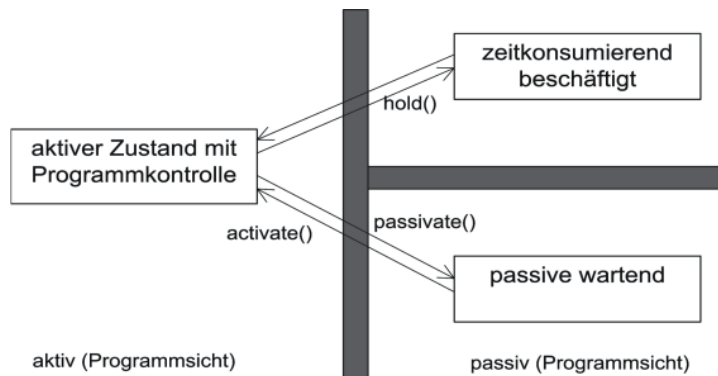 zeitkonsumierend
beschäftigt
hold()
aktiver Zustand mit
Programmkontrolle
passivate()
activate()
passive wartend
aktiv (Programmsicht)
passiv (Programmsicht)